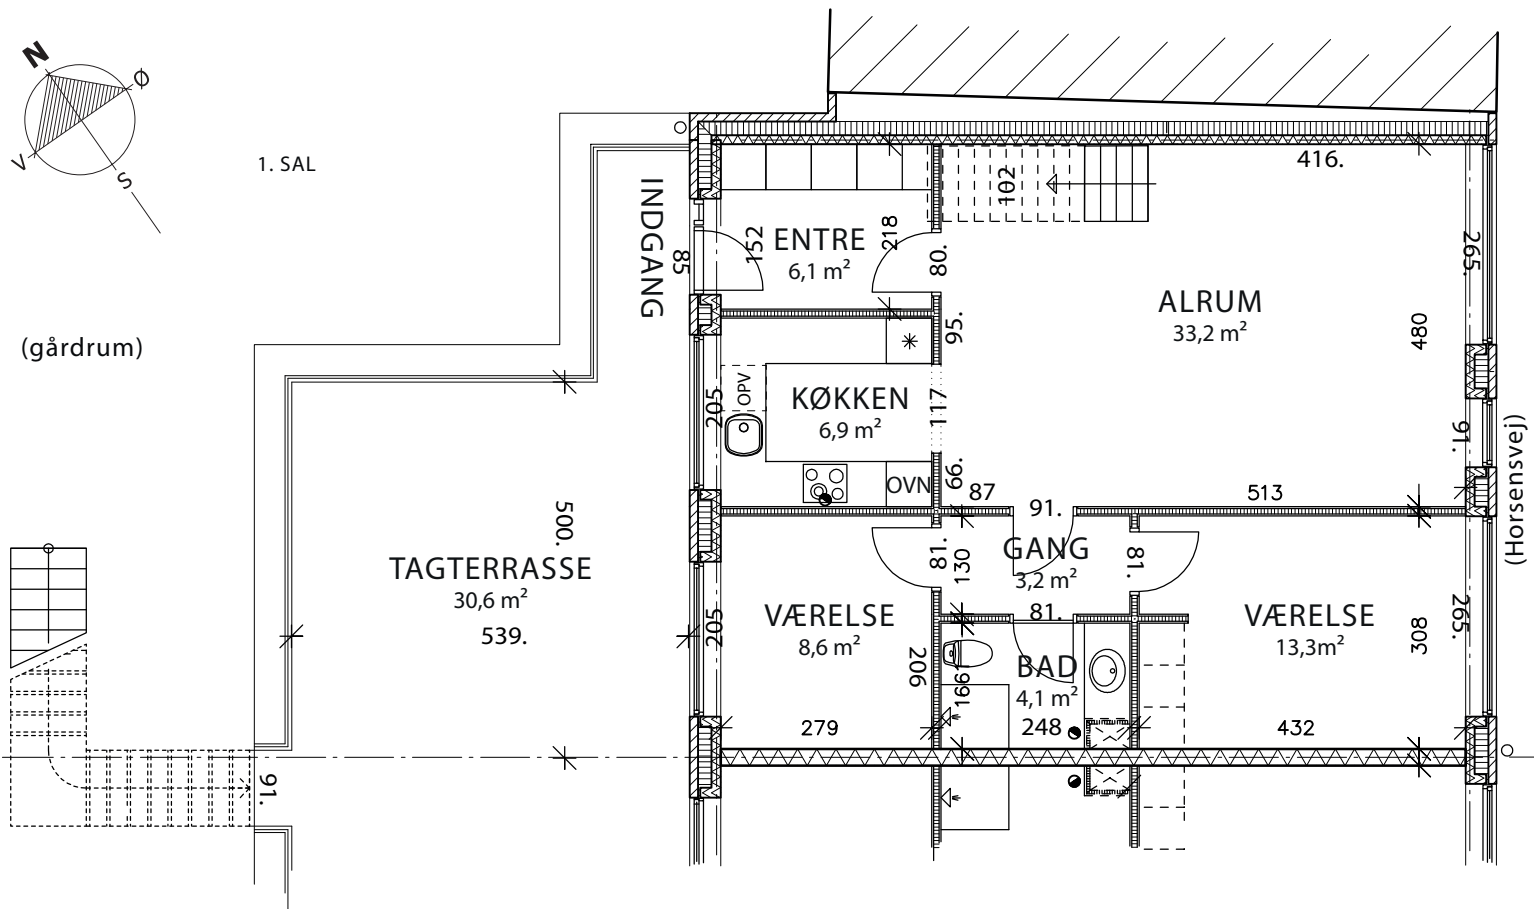 N
Ø
V
S
1. SAL
(gårdrum)
INDGANG
85
152
ENTRE
6,1 m²
218
80.
102
416.
265.
ALRUM
33,2 m²
480
95.
205
OPV
KØKKEN
6,9 m²
117
66.
OVN
91.
(Horsensvej)
87
91.
513
500.
TAGTERRASSE
30,6 m²
539.
81.
130
GANG
3,2 m²
81.
205
VÆRELSE
8,6 m²
206
81.
VÆRELSE
13,3m²
308
265.
166
BAD
4,1 m²
279
248
432
91.